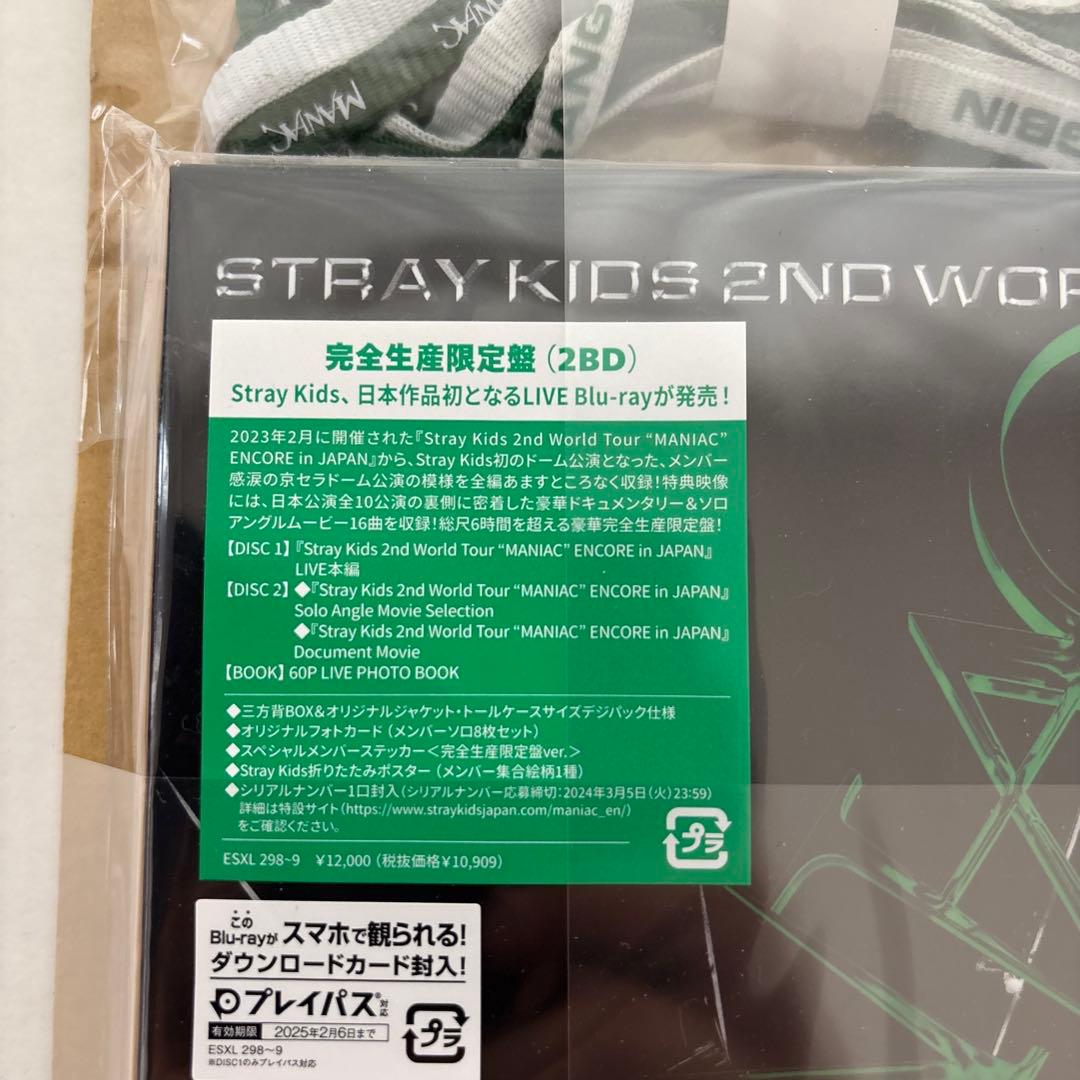 MANIAC
MANIAC
ANG
GBIN
STRAY KIDS 2ND WOR
完全生産限定盤（2BD）
Stray Kids、日本作品初となるLIVE Blu-rayが発売！
2023年2月に開催された『Stray Kids 2nd World Tour “MANIAC”
ENCORE in JAPAN』から、Stray Kids初のドーム公演となった、メンバー
感涙の京セラドーム公演の模様を全編あますところなく収録！特典映像
には、日本公演全10公演の裏側に密着した豪華ドキュメンタリー＆ソロ
アングルムービー16曲を収録！総尺6時間を超える豪華完全生産限定盤！
【DISC 1】『Stray Kids 2nd World Tour “MANIAC” ENCORE in JAPAN』
LIVE本編
【DISC 2】◆『Stray Kids 2nd World Tour “MANIAC” ENCORE in JAPAN』
Solo Angle Movie Selection
◆『Stray Kids 2nd World Tour “MANIAC” ENCORE in JAPAN』
Document Movie
【BOOK】60P LIVE PHOTO BOOK
◆三方背BOX&オリジナルジャケット・トールケースサイズデジパック仕様
◆オリジナルフォトカード（メンバーソロ8枚セット）
◆スペシャルメンバーステッカー＜完全生産限定盤ver.＞
◆Stray Kids折りたたみポスター（メンバー集合絵柄1種）
◆シリアルナンバー1口封入（シリアルナンバー応募締切：2024年3月5日（火）23:59）
詳細は特設サイト（https://www.straykidsjapan.com/maniac_en/）
をご確認ください。
プラ
ESXL 298~9 ￥12,000（税抜価格￥10,909）
この
Blu-rayが スマホで観られる！
ダウンロードカード封入！
プレイパス®対応
有効期限 2025年2月6日まで
プラ
ESXL 298～9
※DISC1のみプレイパス対応